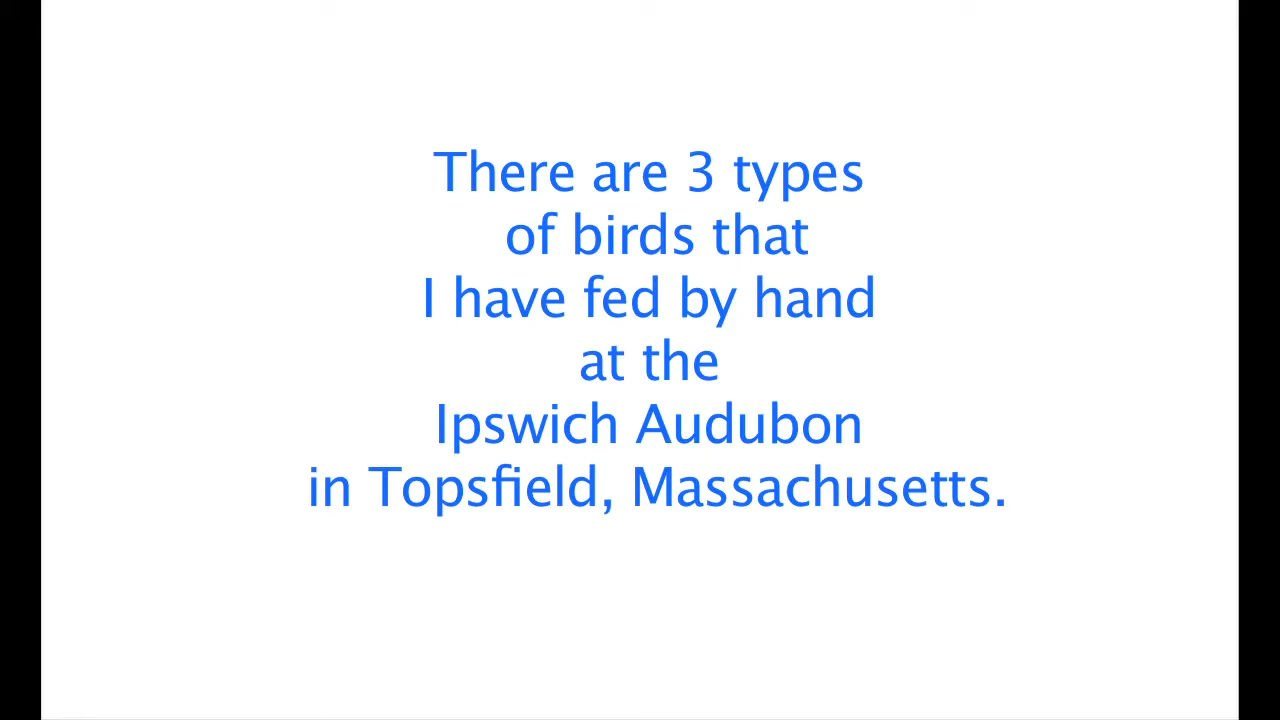 There are 3 types
of birds that
I have fed by hand
at the
Ipswich Audubon
in Topsfield, Massachusetts.